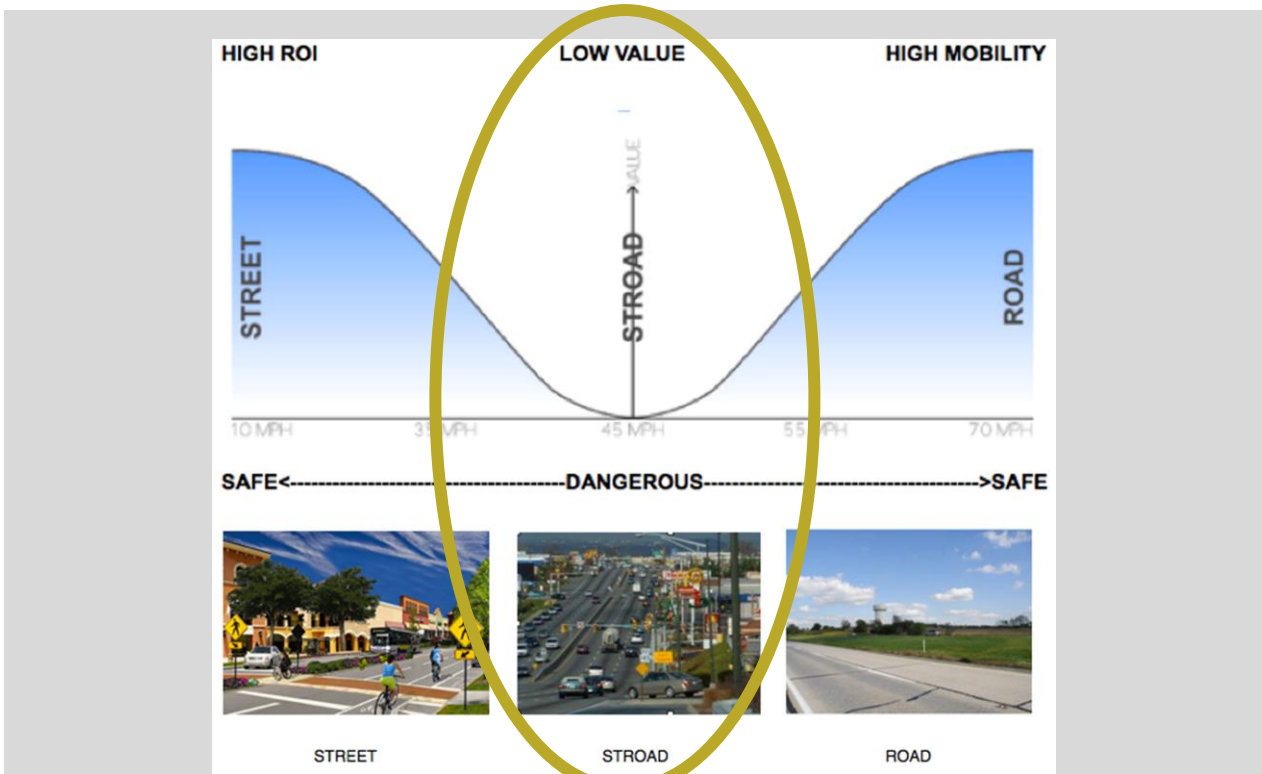 HIGH ROI LOW VALUE HIGH MOBILITY
VALUE
STREET STROAD ROAD
10 MPH 35 MPH 45 MPH 55 MPH 70 MPH
SAFE<---------------------------------------DANGEROUS--------------------------------------->SAFE
STREET STROAD ROAD